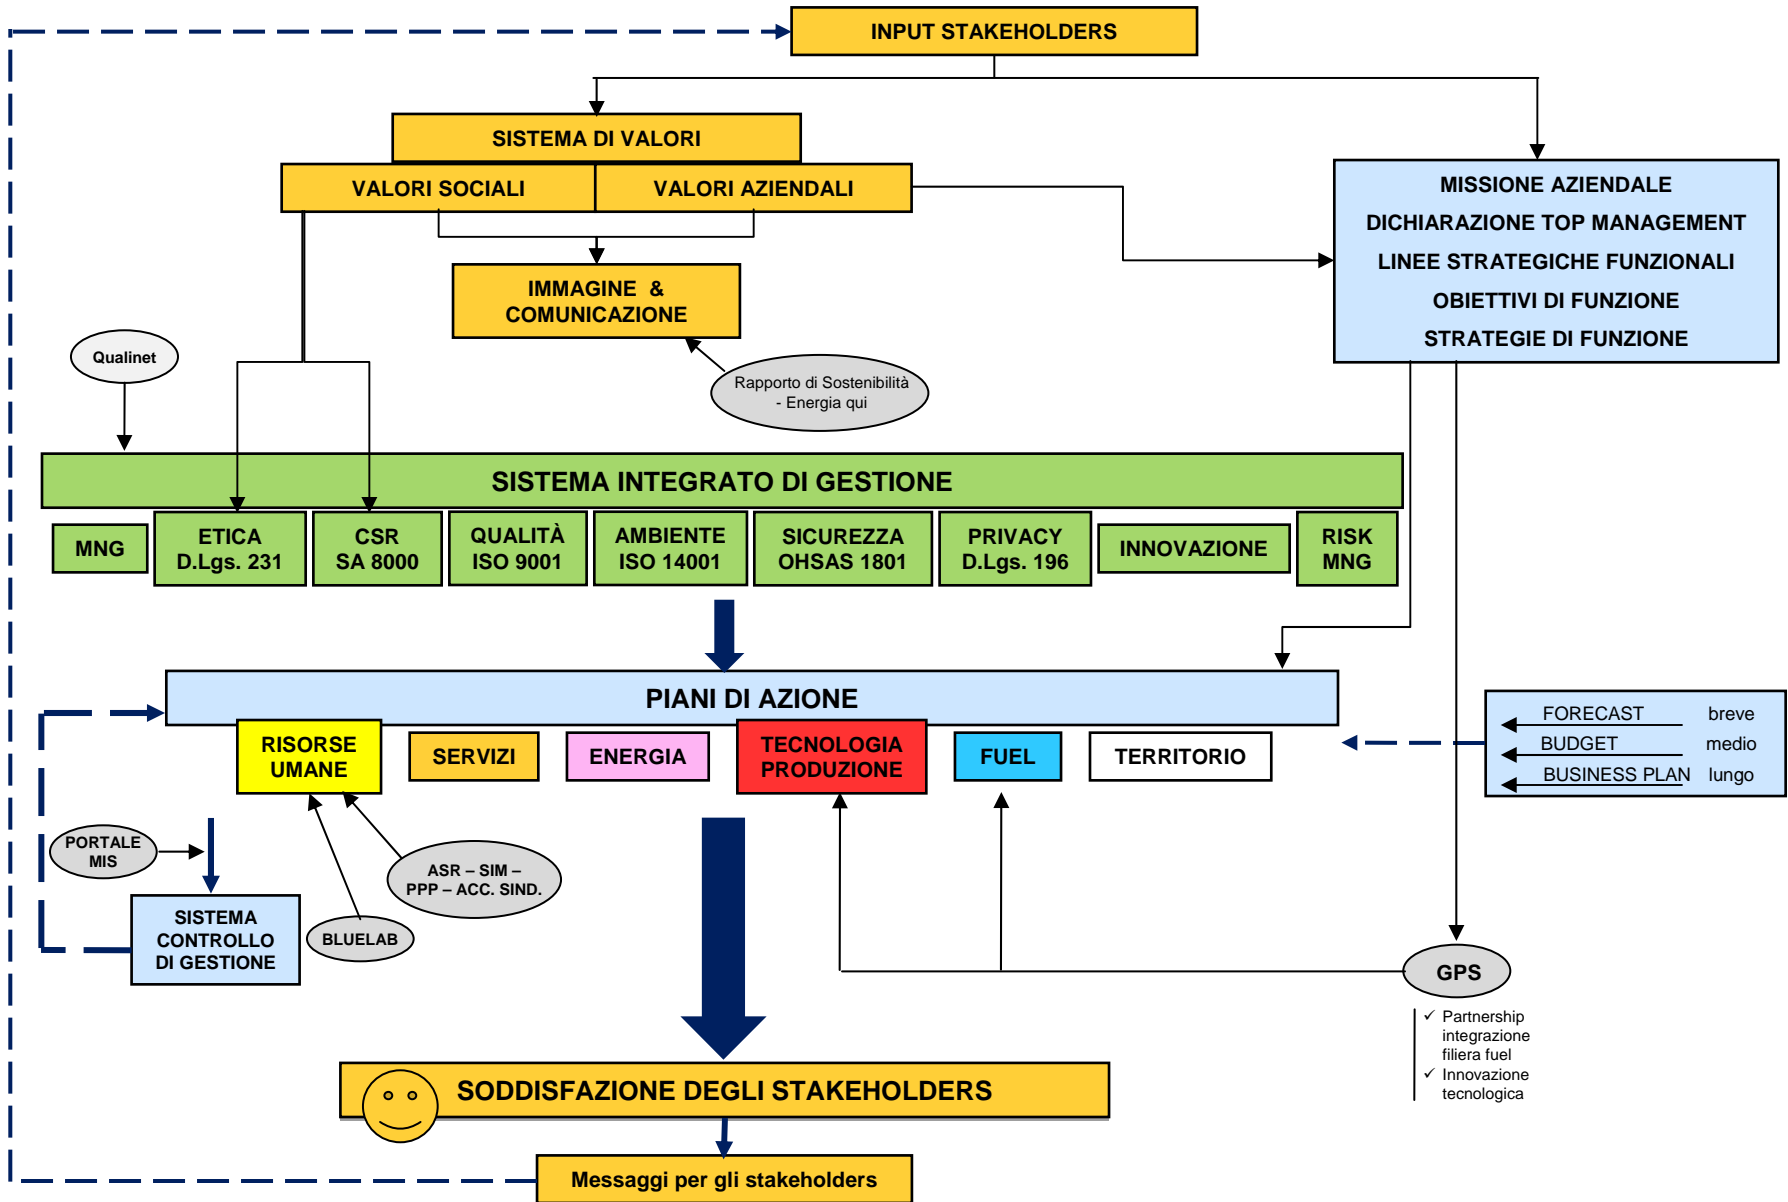 INPUT STAKEHOLDERS
SISTEMA DI VALORI
VALORI SOCIALI
VALORI AZIENDALI
MISSIONE AZIENDALE
DICHIARAZIONE TOP MANAGEMENT
LINEE STRATEGICHE FUNZIONALI
OBIETTIVI DI FUNZIONE
STRATEGIE DI FUNZIONE
IMMAGINE &
COMUNICAZIONE
Qualinet
Rapporto di Sostenibilità
- Energia qui
SISTEMA INTEGRATO DI GESTIONE
MNG
ETICA
D.Lgs. 231
CSR
SA 8000
QUALITÀ
ISO 9001
AMBIENTE
ISO 14001
SICUREZZA
OHSAS 1801
PRIVACY
D.Lgs. 196
INNOVAZIONE
RISK
MNG
PIANI DI AZIONE
RISORSE
UMANE
SERVIZI
ENERGIA
TECNOLOGIA
PRODUZIONE
FUEL
TERRITORIO
FORECAST breve
BUDGET medio
BUSINESS PLAN lungo
PORTALE
MIS
ASR – SIM –
PPP – ACC. SIND.
SISTEMA
CONTROLLO
DI GESTIONE
BLUELAB
GPS
✓ Partnership
integrazione
filiera fuel
✓ Innovazione
tecnologica
SODDISFAZIONE DEGLI STAKEHOLDERS
Messaggi per gli stakeholders